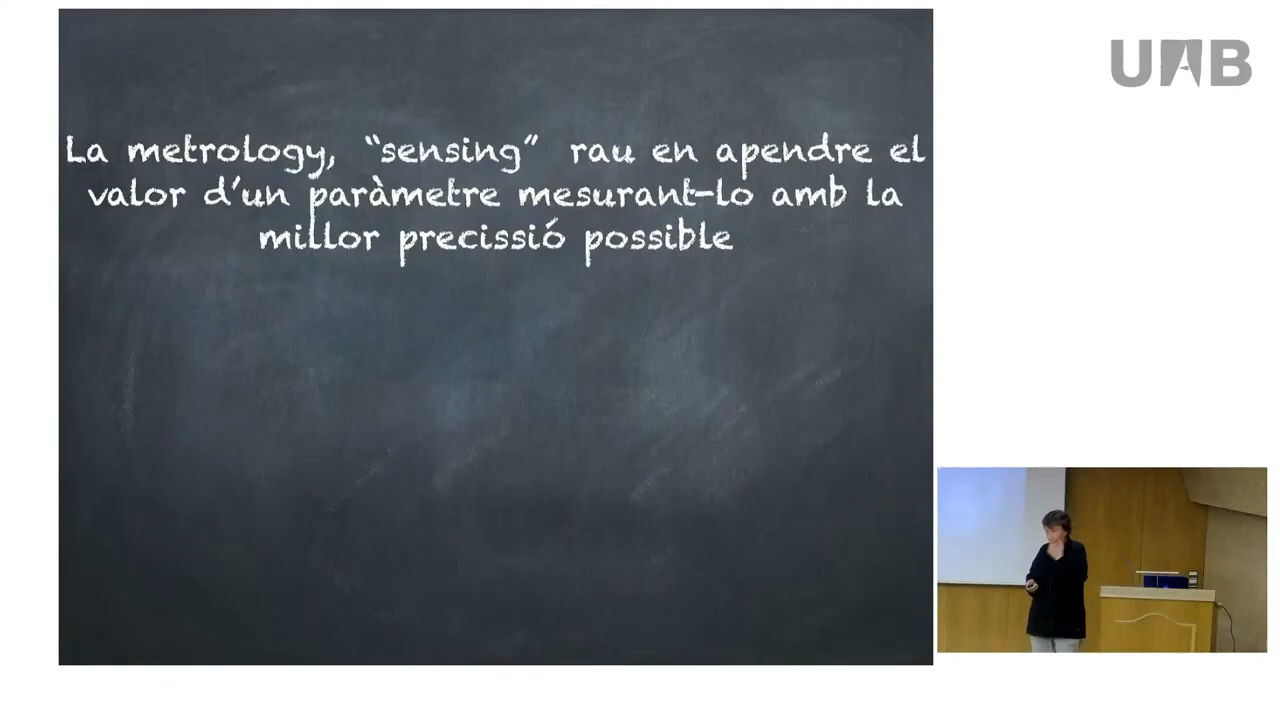 UAB
La metrology, "sensing" rau en apendre el
valor d'un paràmetre mesurant-lo amb la
millor precissió possible